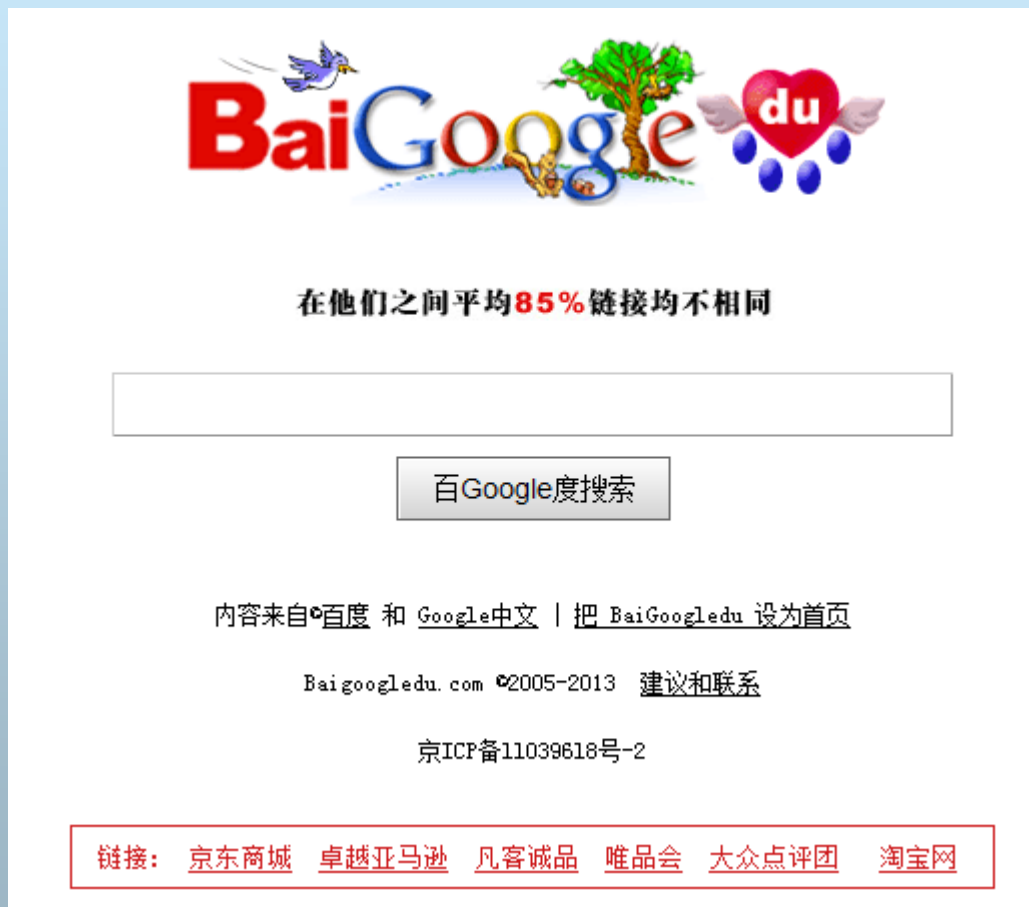 BaiGoogledu
在他们之间平均85%链接均不相同
百Google度搜索
内容来自©百度 和 Google中文 | 把 BaiGoogledu 设为首页
Baigoogledu.com ©2005-2013 建议和联系
京ICP备11039618号-2
链接: 京东商城 卓越亚马逊 凡客诚品 唯品会 大众点评团 淘宝网